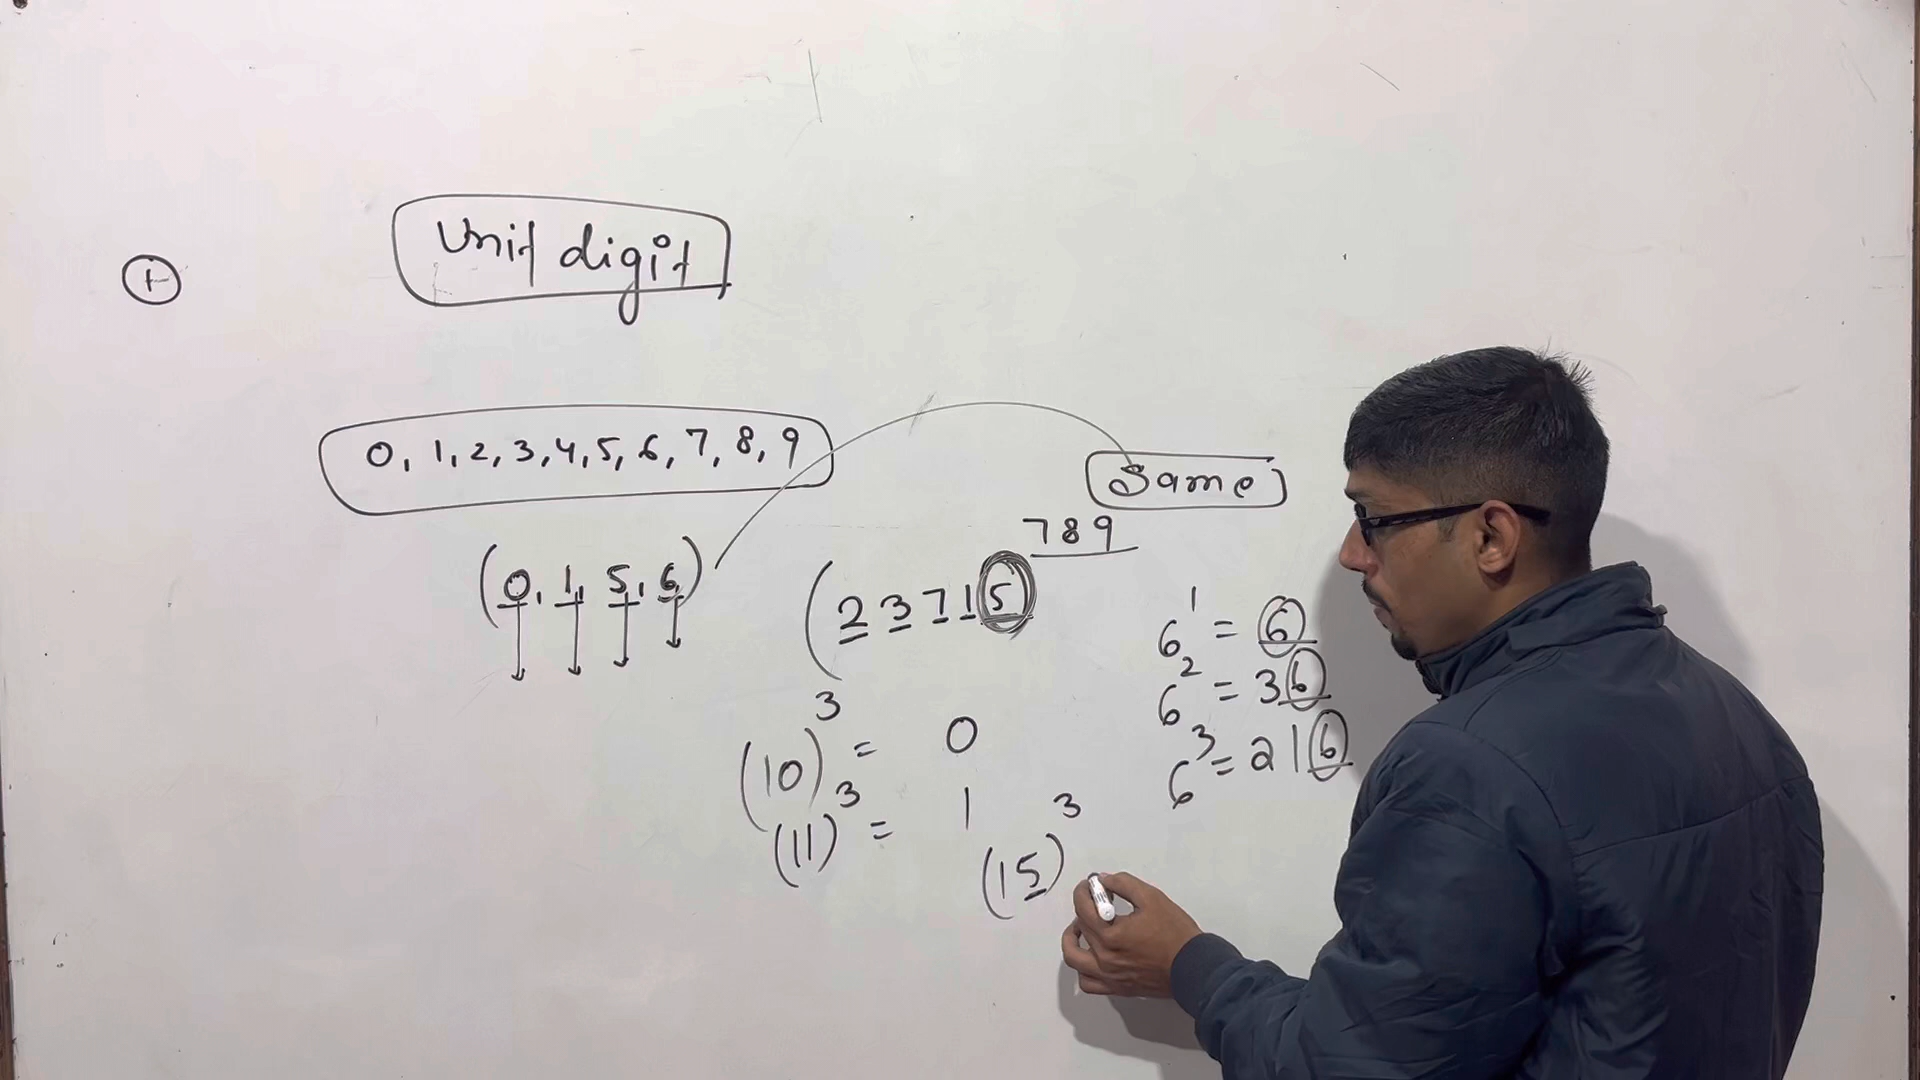 1
Unit digit
0, 1, 2, 3, 4, 5, 6, 7, 8, 9
Same
(0, 1, 5, 6)
(23715 789
6¹ = 6
6² = 36
6³ = 216
(10)³ = 0
(11)³ = 1
(15)³